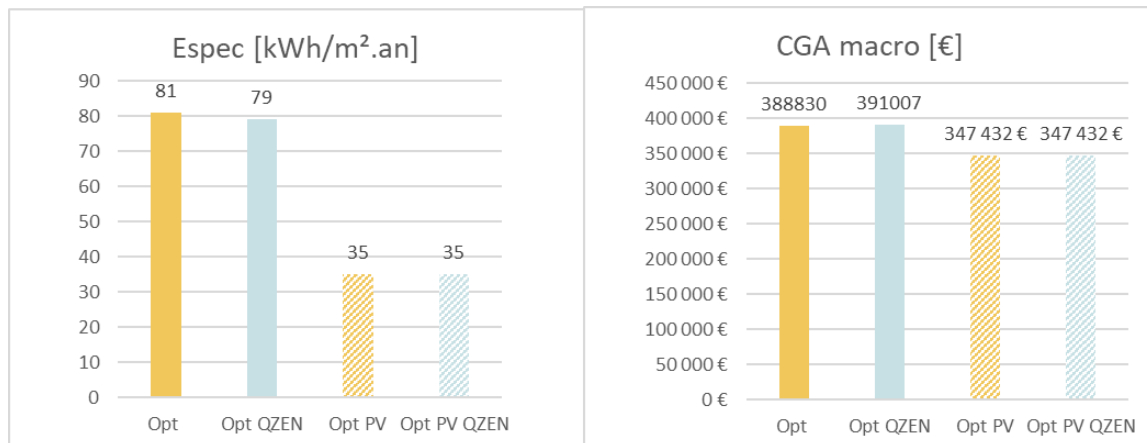 Espec [kWh/m².an]
90
80
70
60
50
40
30
20
10
0
81
79
35
35
Opt
Opt QZEN
Opt PV
Opt PV QZEN
CGA macro [€]
450 000 €
400 000 €
350 000 €
300 000 €
250 000 €
200 000 €
150 000 €
100 000 €
50 000 €
0 €
388830
391007
347 432 €
347 432 €
Opt
Opt QZEN
Opt PV
Opt PV QZEN